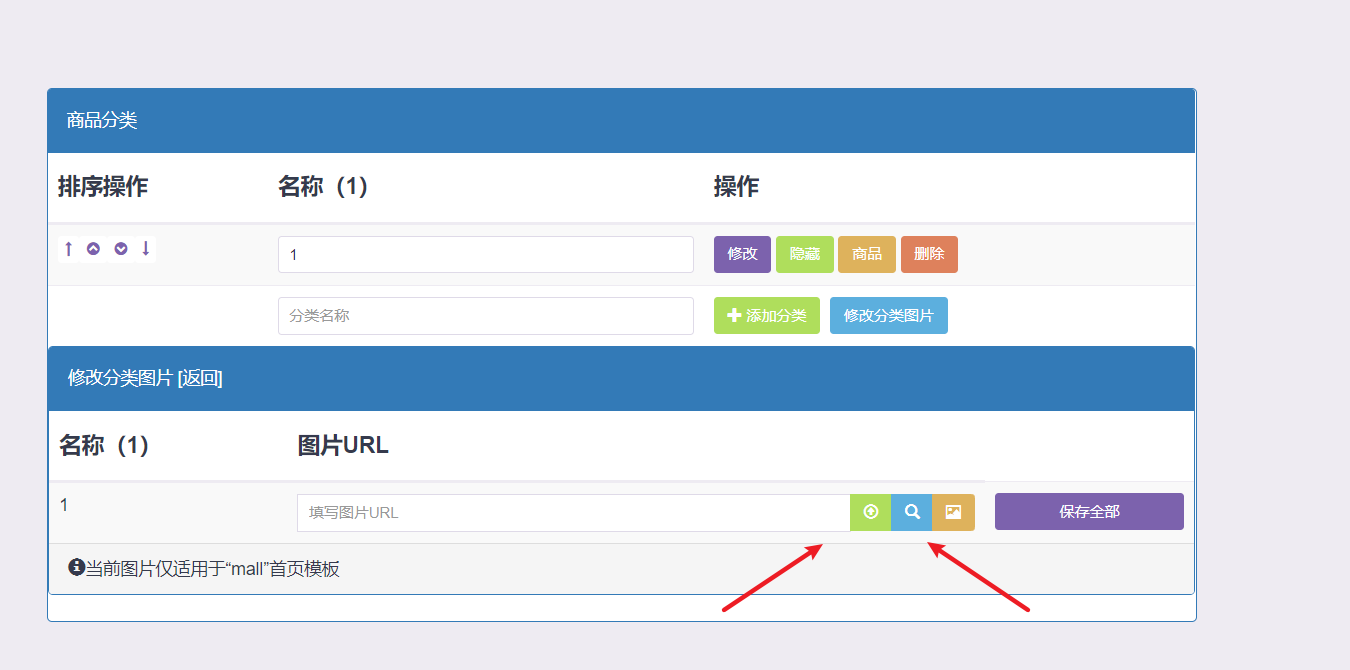 商品分类
排序操作 名称（1） 操作
1 修改 隐藏 商品 删除
分类名称 添加分类 修改分类图片
修改分类图片 [返回]
名称（1） 图片URL
1 填写图片URL 保存全部
当前图片仅适用于“mall”首页模板